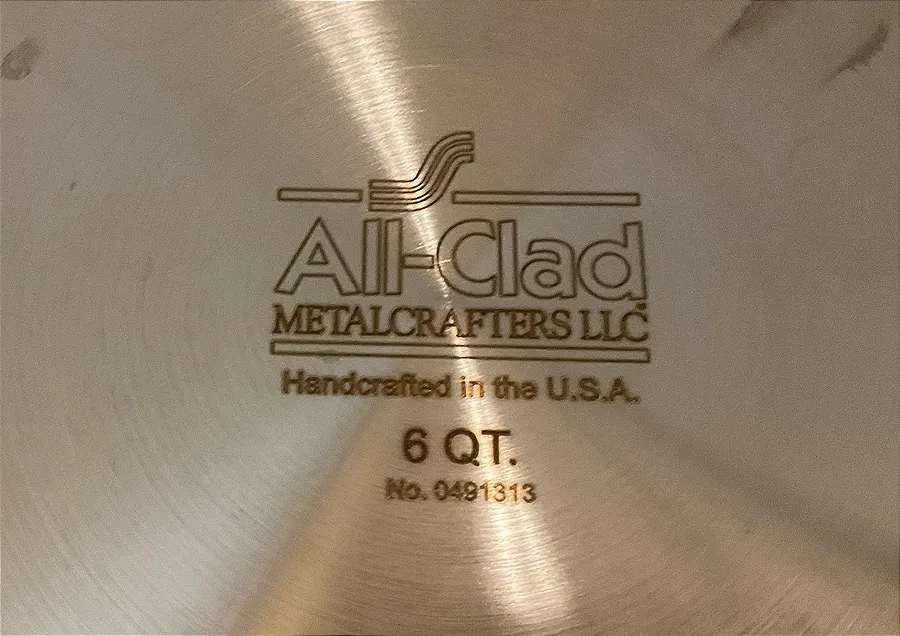 All-Clad
METALCRAFTERS LLC
Handcrafted in the U.S.A.
6 QT.
No. 0491313